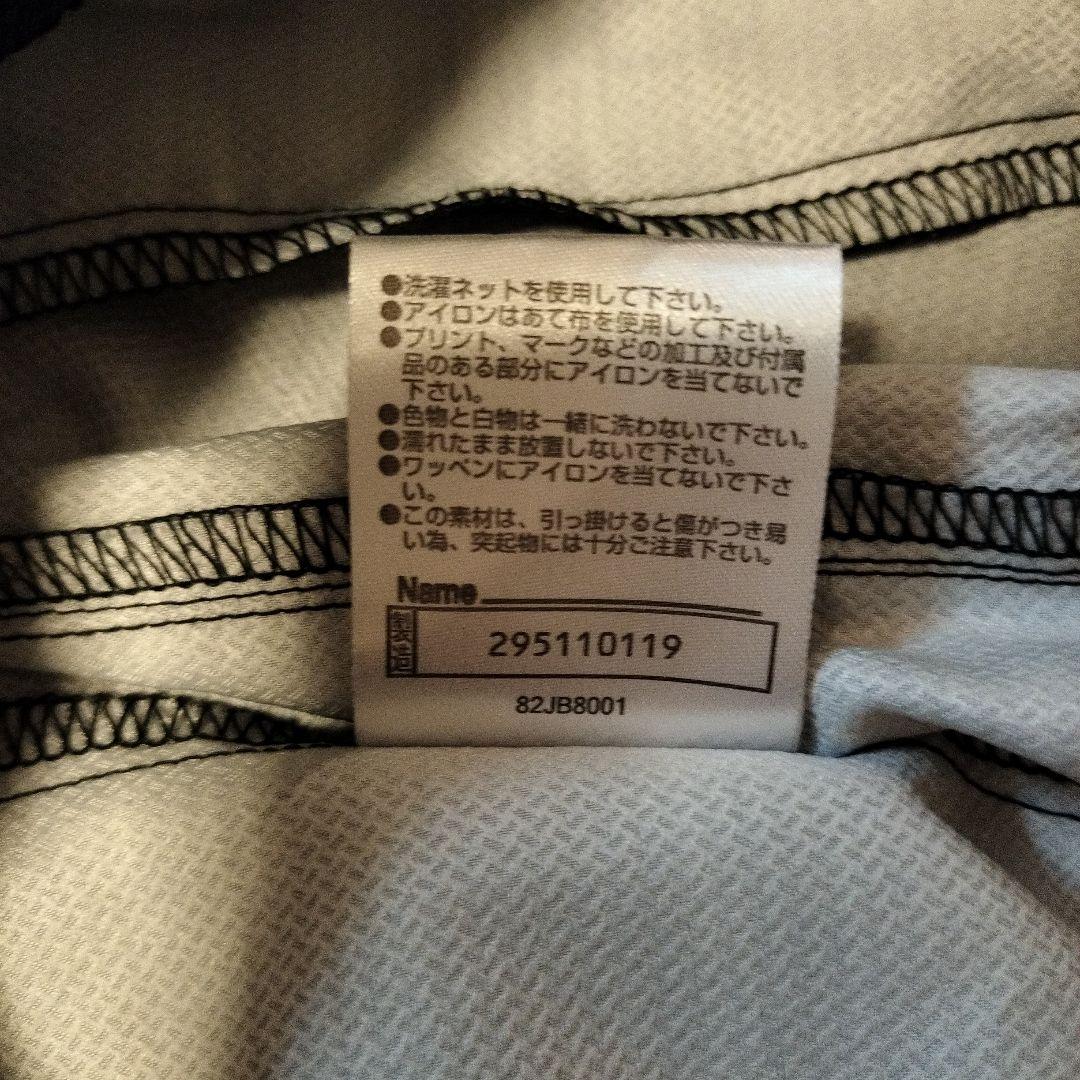 ●洗濯ネットを使用して下さい。
●アイロンはあて布を使用して下さい。
●プリント、マークなどの加工及び付属
品のある部分にアイロンを当てないで
下さい。
●色物と白物は一緒に洗わないで下さい。
●濡れたまま放置しないで下さい。
●ワッペンにアイロンを当てないで下さ
い。
●この素材は、引っ掛けると傷がつき易
い為、突起物には十分ご注意下さい。
Name
295110119
82JB8001